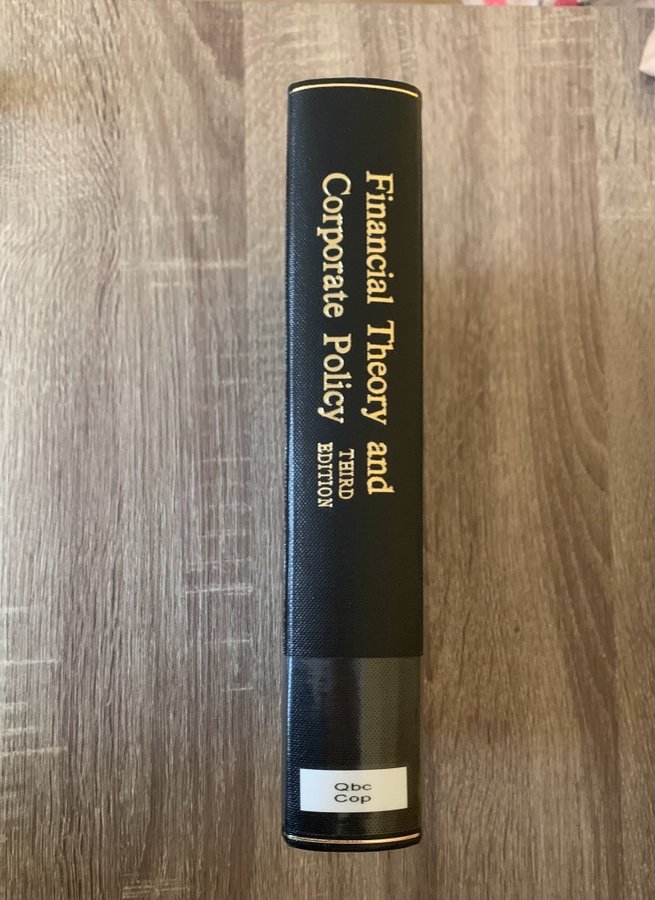 Financial Theory and
Corporate Policy
THIRD
EDITION
Qbc
Cop